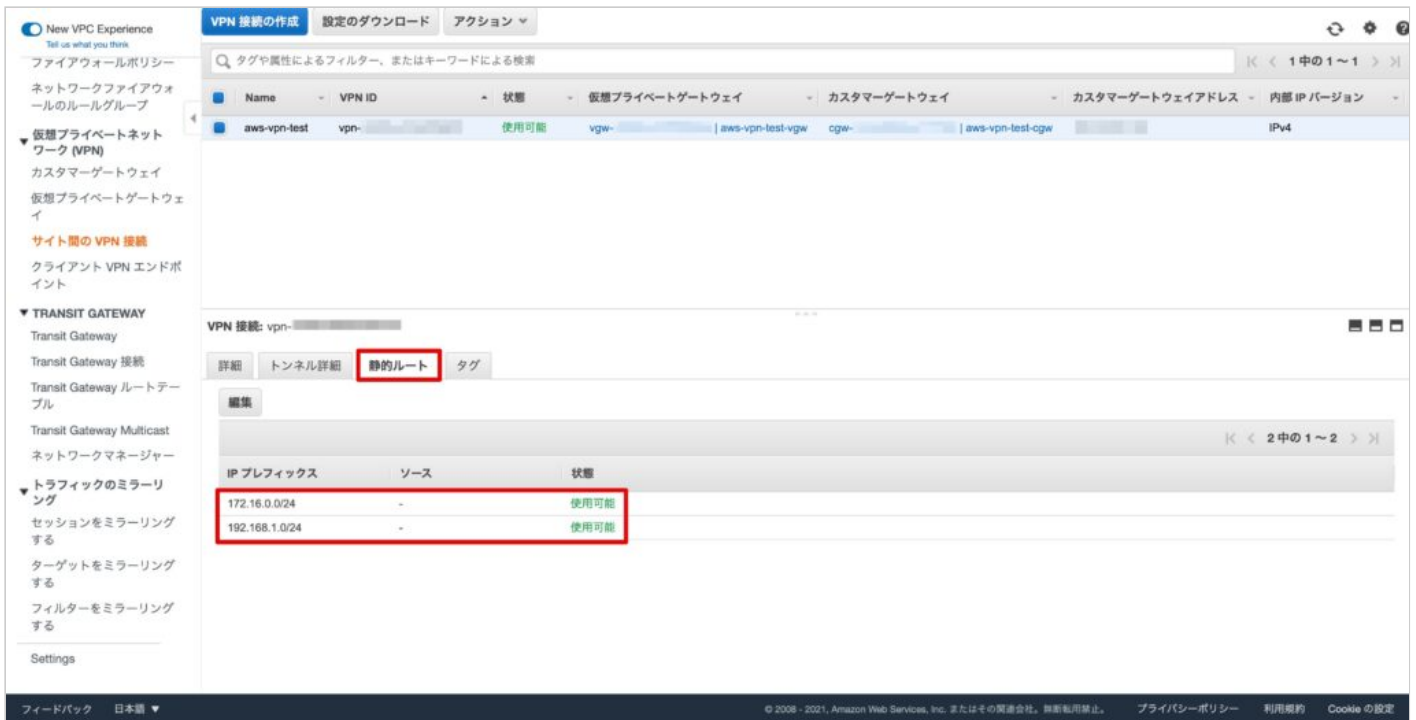 New VPC Experience
Tell us what you think
ファイアウォールポリシー
ネットワークファイアウォ
ールのルールグループ
仮想プライベートネット
ワーク (VPN)
カスタマーゲートウェイ
仮想プライベートゲートウェ
イ
サイト間の VPN 接続
クライアント VPN エンドポ
イント
TRANSIT GATEWAY
Transit Gateway
Transit Gateway 接続
Transit Gateway ルートテー
ブル
Transit Gateway Multicast
ネットワークマネージャー
トラフィックのミラーリ
ング
セッションをミラーリング
する
ターゲットをミラーリング
する
フィルターをミラーリング
する
Settings
VPN 接続の作成 設定のダウンロード アクション
タグや属性によるフィルター、またはキーワードによる検索 1 中の 1 ~ 1
Name VPN ID 状態 仮想プライベートゲートウェイ カスタマーゲートウェイ カスタマーゲートウェイアドレス 内部 IP バージョン
aws-vpn-test vpn- 使用可能 vgw- | aws-vpn-test-vgw cgw- | aws-vpn-test-cgw IPv4
VPN 接続: vpn-
詳細 トンネル詳細 静的ルート タグ
編集
2 中の 1 ~ 2
IP プレフィックス ソース 状態
172.16.0.0/24 - 使用可能
192.168.1.0/24 - 使用可能
フィードバック 日本語 © 2008 - 2021, Amazon Web Services, Inc. またはその関連会社。無断転用禁止。 プライバシーポリシー 利用規約 Cookie の設定